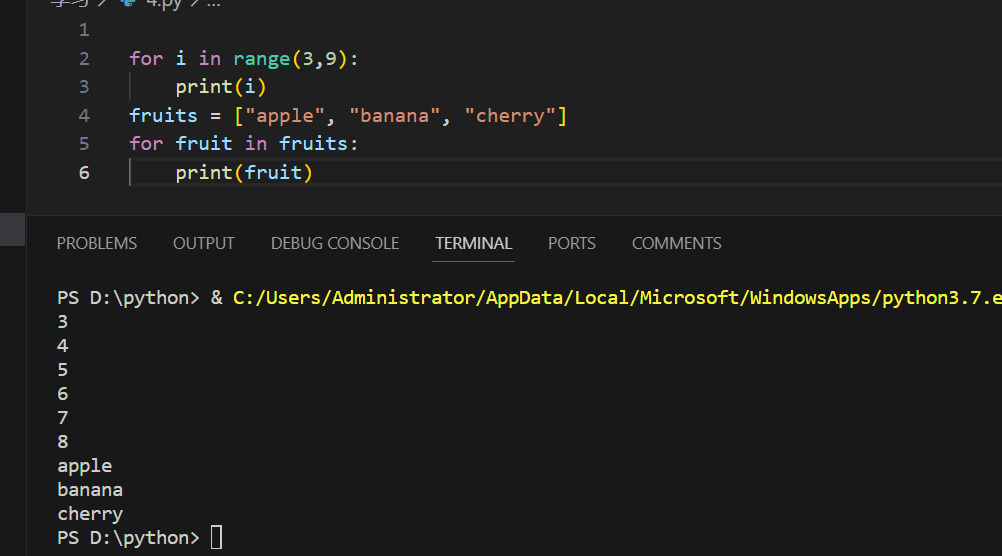 学习 > 4.py > ...
1
2 for i in range(3,9):
3 print(i)
4 fruits = ["apple", "banana", "cherry"]
5 for fruit in fruits:
6 print(fruit)
PROBLEMS OUTPUT DEBUG CONSOLE TERMINAL PORTS COMMENTS
PS D:\python> & C:/Users/Administrator/AppData/Local/Microsoft/WindowsApps/python3.7.e
3
4
5
6
7
8
apple
banana
cherry
PS D:\python>